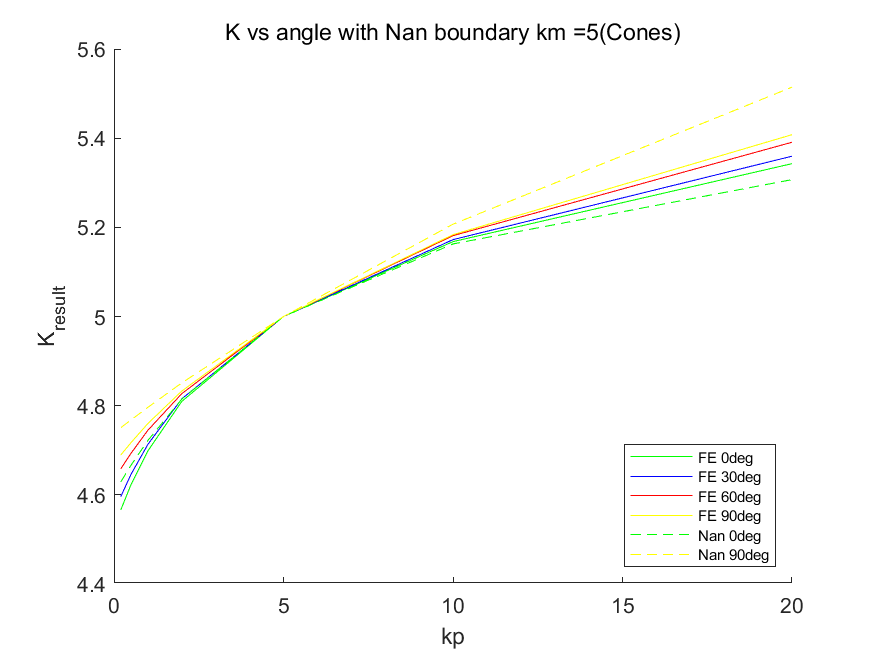 K vs angle with Nan boundary km =5(Cones)
5.6
5.4
5.2
5
4.8
4.6
4.4
K_result
0
5
10
15
20
kp
FE 0deg
FE 30deg
FE 60deg
FE 90deg
Nan 0deg
Nan 90deg